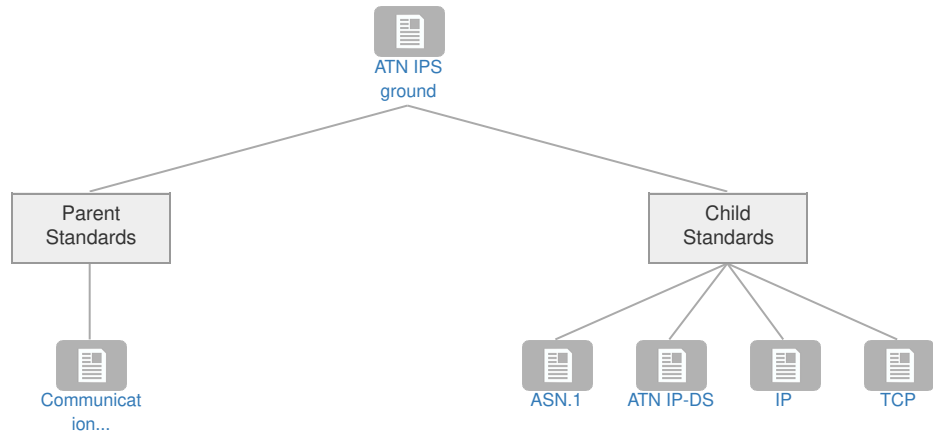 ATN IPS
ground
Parent
Standards
Child
Standards
Communicat
ion...
ASN.1
ATN IP-DS
IP
TCP